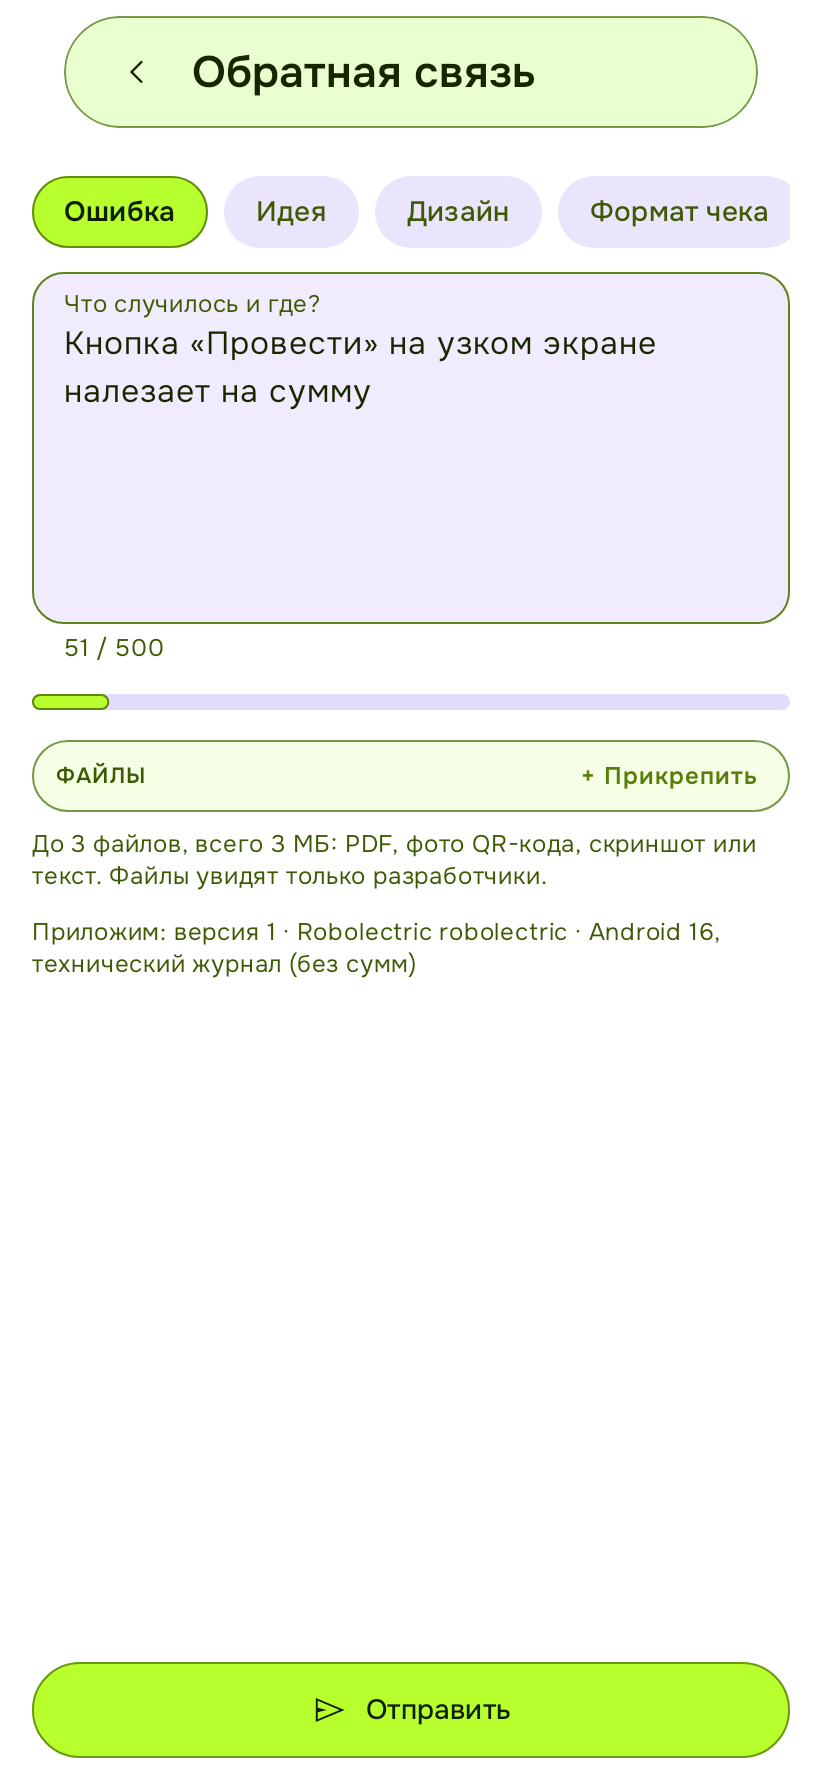 Обратная связь
Ошибка
Идея
Дизайн
Формат чека
Что случилось и где?
Кнопка «Провести» на узком экране
налезает на сумму
51 / 500
ФАЙЛЫ
+ Прикрепить
До 3 файлов, всего 3 МБ: PDF, фото QR-кода, скриншот или
текст. Файлы увидят только разработчики.
Приложим: версия 1 · Robolectric robolectric · Android 16,
технический журнал (без сумм)
Отправить